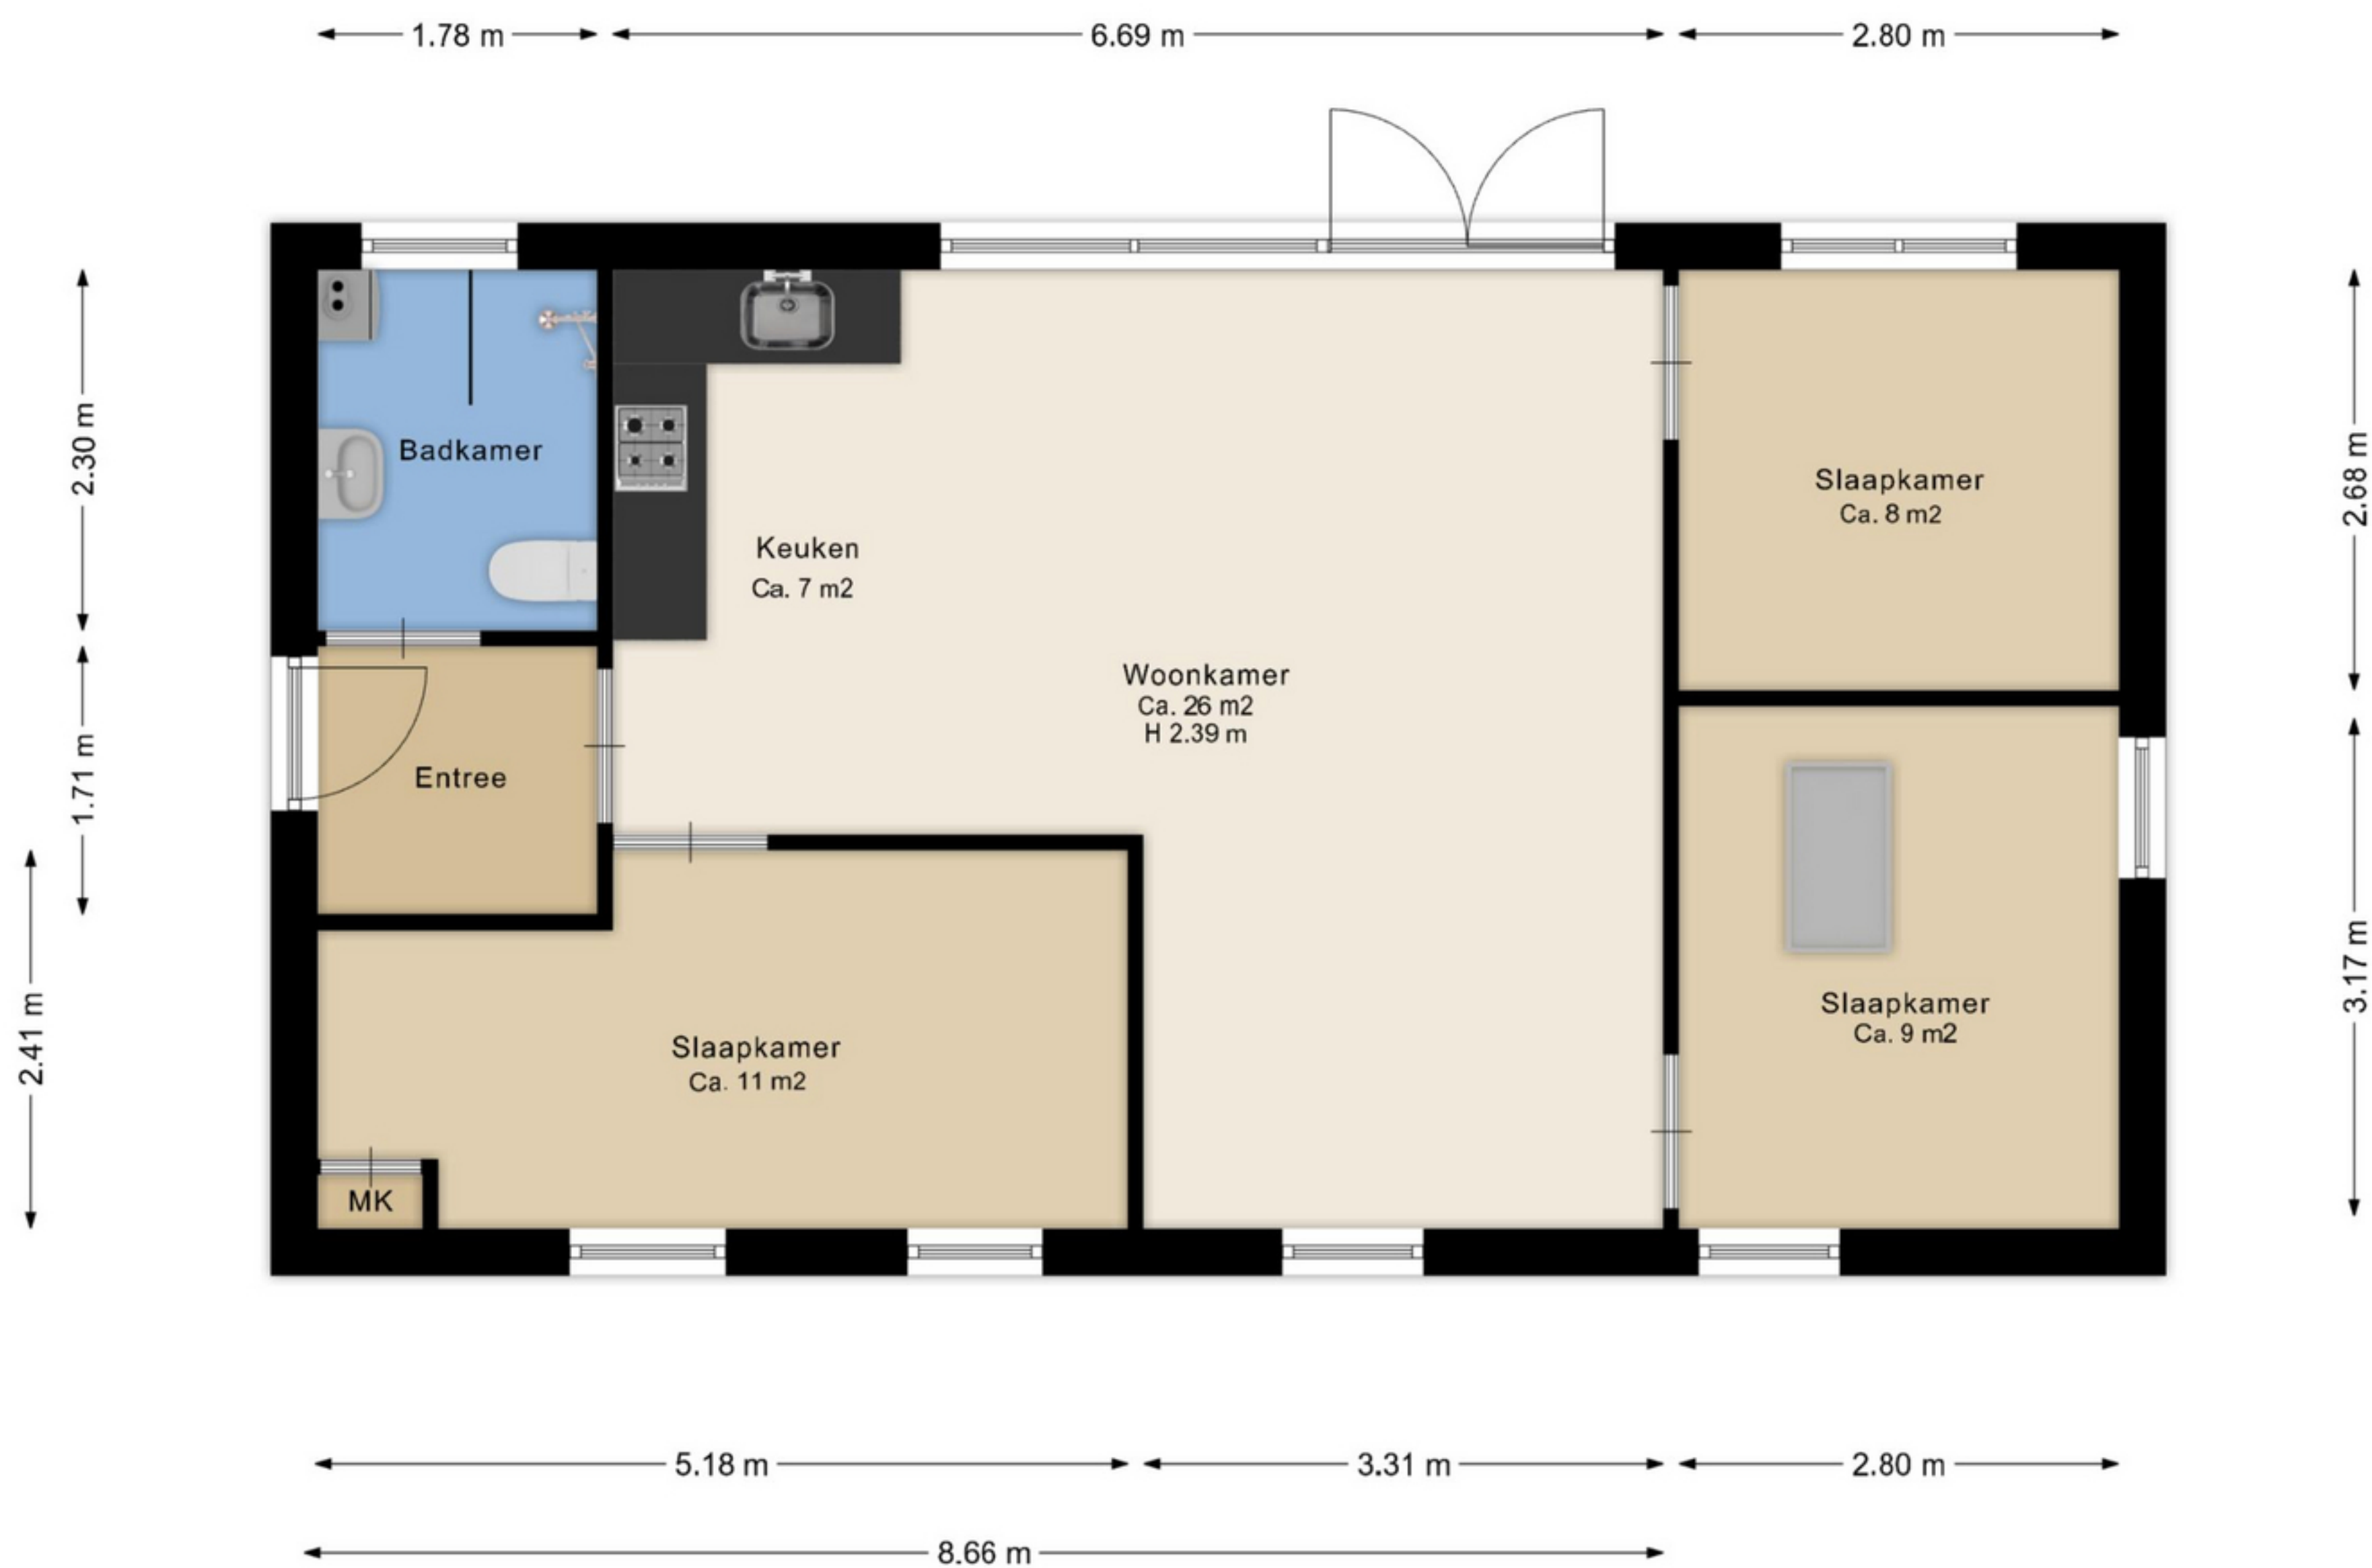 1.78 m
6.69 m
2.80 m
2.30 m
1.71 m
2.41 m
Badkamer
Keuken
Ca. 7 m2
Entree
Woonkamer
Ca. 26 m2
H 2.39 m
Slaapkamer
Ca. 8 m2
Slaapkamer
Ca. 9 m2
Slaapkamer
Ca. 11 m2
MK
2.68 m
3.17 m
5.18 m
3.31 m
2.80 m
8.66 m